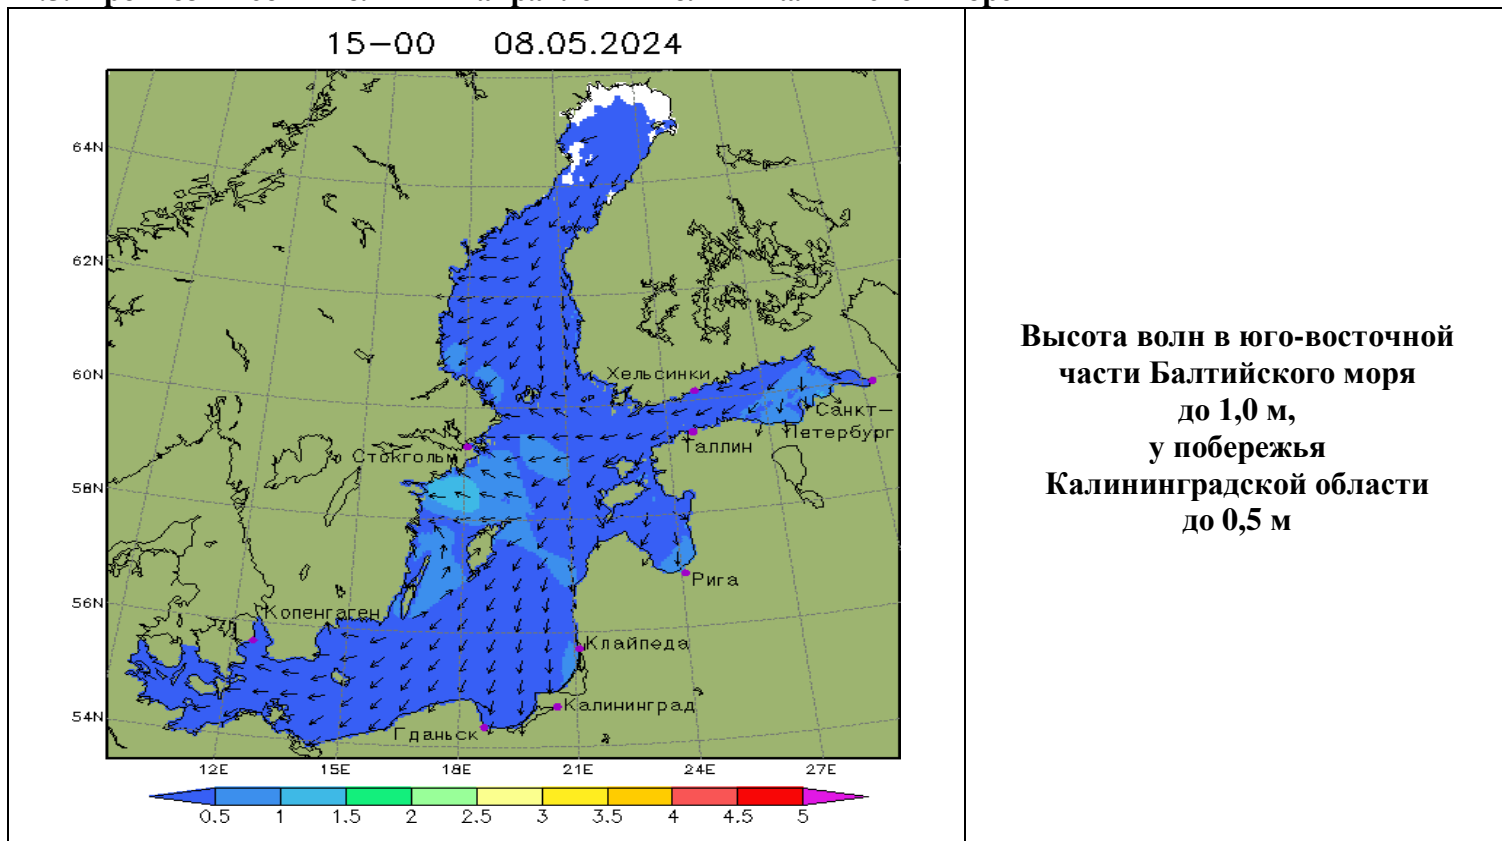 15-00 08.05.2024
64N
62N
60N
58N
56N
54N
Хельсинки
Санкт-
Петербург
Таллин
Стокгольм
Рига
Копенгаген
Клайпеда
Калининград
Гданьск
12E 15E 18E 21E 24E 27E
0.5 1 1.5 2 2.5 3 3.5 4 4.5 5
Высота волн в юго-восточной
части Балтийского моря
до 1,0 м,
у побережья
Калининградской области
до 0,5 м